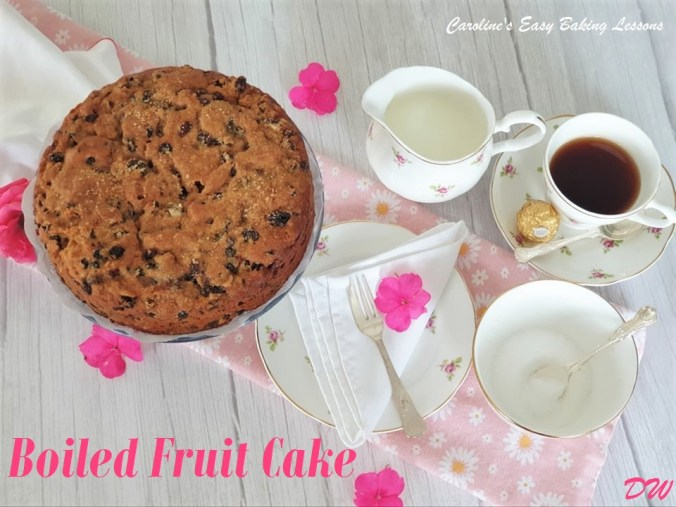 Caroline's Easy Baking Lessons
Boiled Fruit Cake
DW